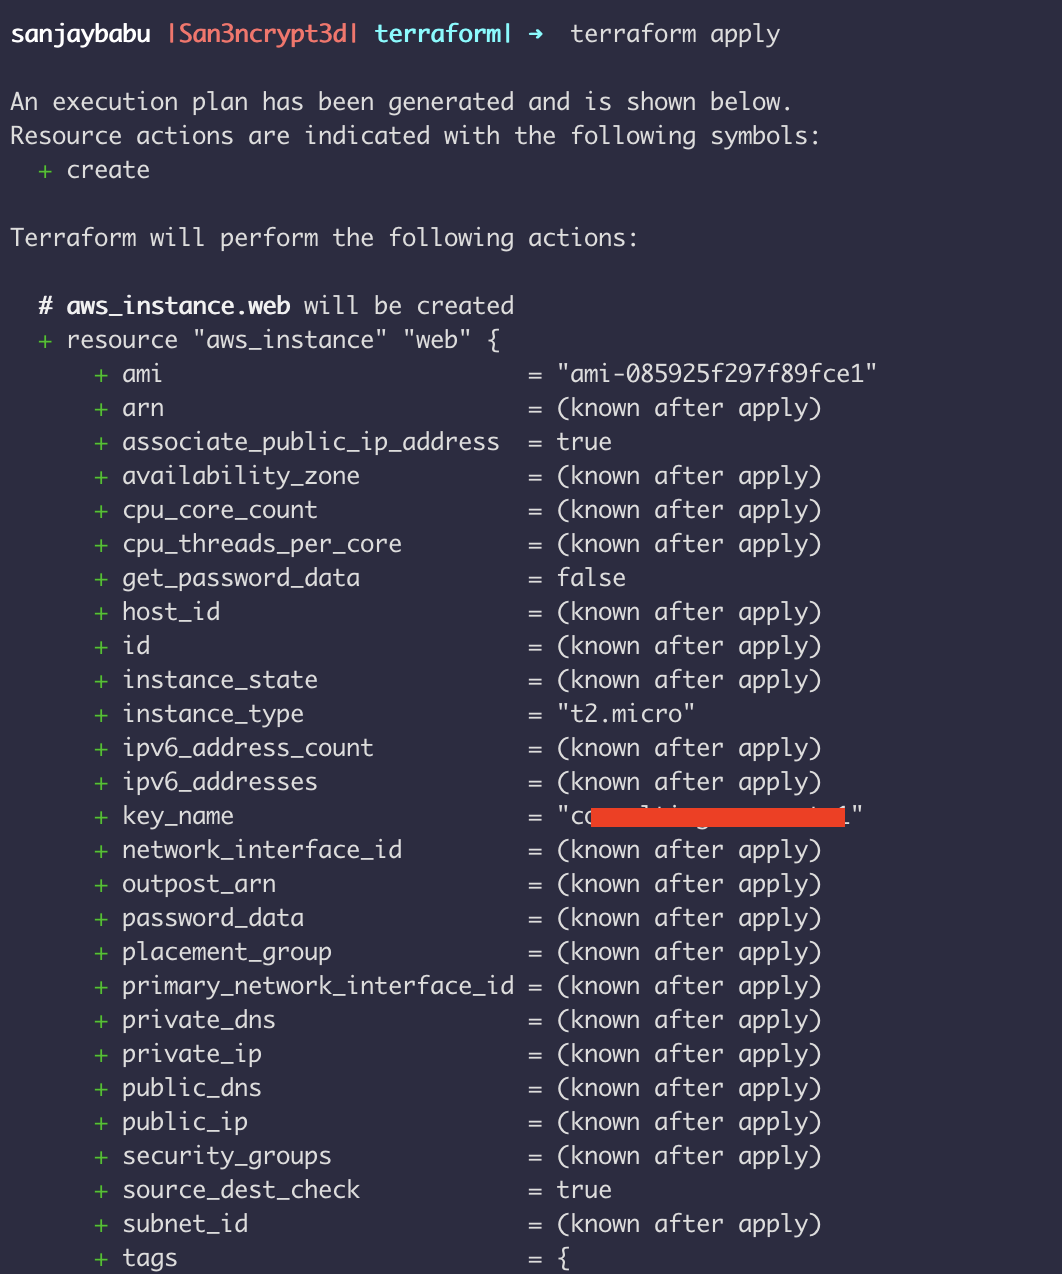 sanjaybabu |San3ncrypt3d| terraform| → terraform apply
An execution plan has been generated and is shown below.
Resource actions are indicated with the following symbols:
+ create
Terraform will perform the following actions:
# aws_instance.web will be created
+ resource "aws_instance" "web" {
+ ami = "ami-085925f297f89fce1"
+ arn = (known after apply)
+ associate_public_ip_address = true
+ availability_zone = (known after apply)
+ cpu_core_count = (known after apply)
+ cpu_threads_per_core = (known after apply)
+ get_password_data = false
+ host_id = (known after apply)
+ id = (known after apply)
+ instance_state = (known after apply)
+ instance_type = "t2.micro"
+ ipv6_address_count = (known after apply)
+ ipv6_addresses = (known after apply)
+ key_name =
+ network_interface_id = (known after apply)
+ outpost_arn = (known after apply)
+ password_data = (known after apply)
+ placement_group = (known after apply)
+ primary_network_interface_id = (known after apply)
+ private_dns = (known after apply)
+ private_ip = (known after apply)
+ public_dns = (known after apply)
+ public_ip = (known after apply)
+ security_groups = (known after apply)
+ source_dest_check = true
+ subnet_id = (known after apply)
+ tags = {